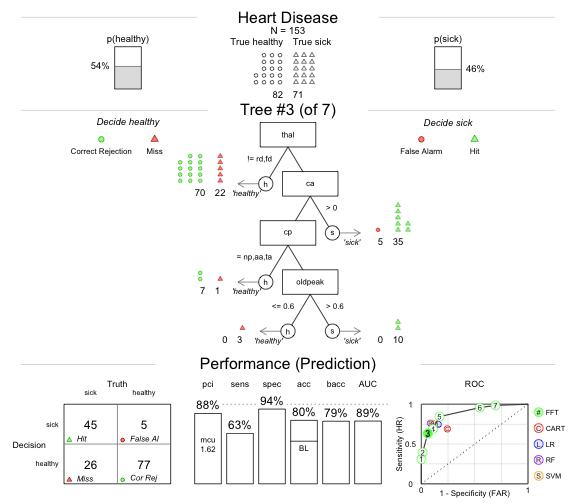 Heart Disease
N = 153
p(healthy)
True healthy
True sick
p(sick)
54%
46%
82
71
Tree #3 (of 7)
Decide healthy
Decide sick
Correct Rejection
Miss
False Alarm
Hit
thal
!= rd,fd
70
22
'healthy'
h
ca
> 0
s
'sick'
5
35
cp
= np,aa,ta
7
1
'healthy'
h
oldpeak
<= 0.6
> 0.6
0
3
'healthy'
h
s
'sick'
0
10
Performance (Prediction)
Truth
sick
healthy
Decision
sick
45
Hit
5
False Al
healthy
26
Miss
77
Cor Rej
pci
sens
spec
acc
bacc
AUC
88%
63%
94%
80%
79%
89%
mcu
1.62
BL
ROC
Sensitivity (HR)
1
0.5
0
0
1
1 - Specificity (FAR)
1
2
3
5
6
7
C
L
# FFT
C CART
L LR
R RF
S SVM